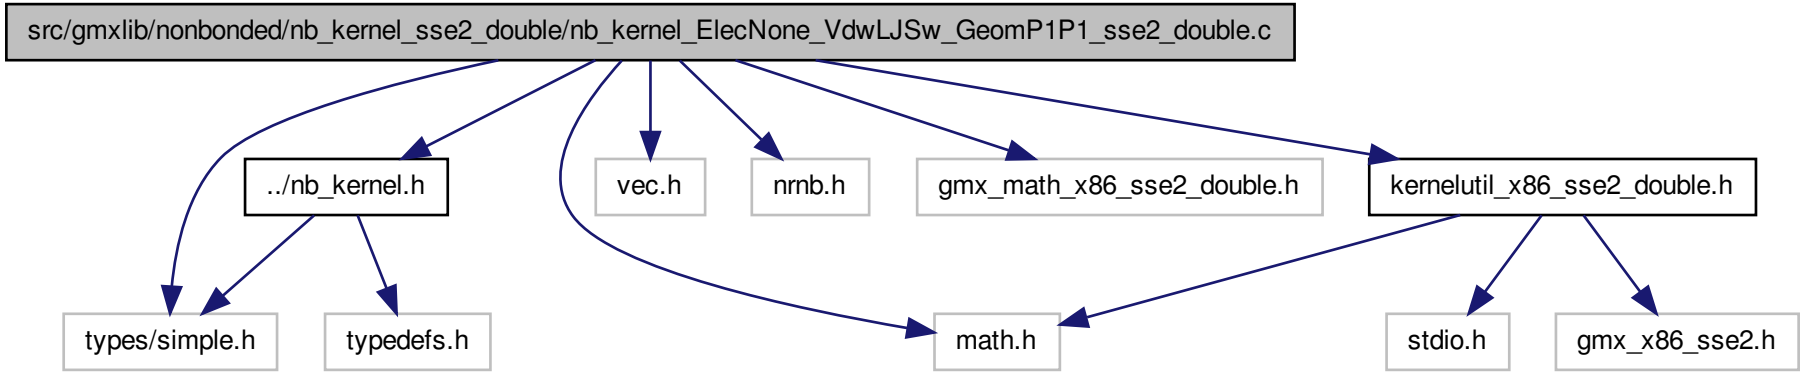 src/gmxlib/nonbonded/nb_kernel_sse2_double/nb_kernel_ElecNone_VdwLJSw_GeomP1P1_sse2_double.c
../nb_kernel.h
vec.h
nrnb.h
gmx_math_x86_sse2_double.h
kernelutil_x86_sse2_double.h
types/simple.h
typedefs.h
math.h
stdio.h
gmx_x86_sse2.h